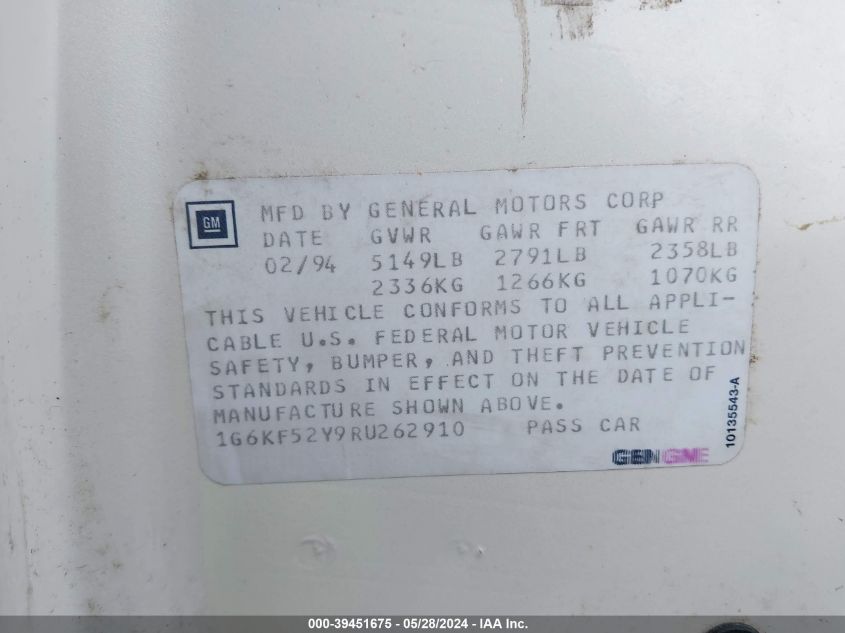 GM
MFD BY GENERAL MOTORS CORP
DATE GVWR GAWR FRT GAWR RR
02/94 5149LB 2791LB 2358LB
2336KG 1266KG 1070KG
THIS VEHICLE CONFORMS TO ALL APPLI-
CABLE U.S. FEDERAL MOTOR VEHICLE
SAFETY, BUMPER, AND THEFT PREVENTION
STANDARDS IN EFFECT ON THE DATE OF
MANUFACTURE SHOWN ABOVE.
1G6KF52Y9RU262910 PASS CAR
10135543-A
000-39451675 / 05/28/2024 - IAA Inc.